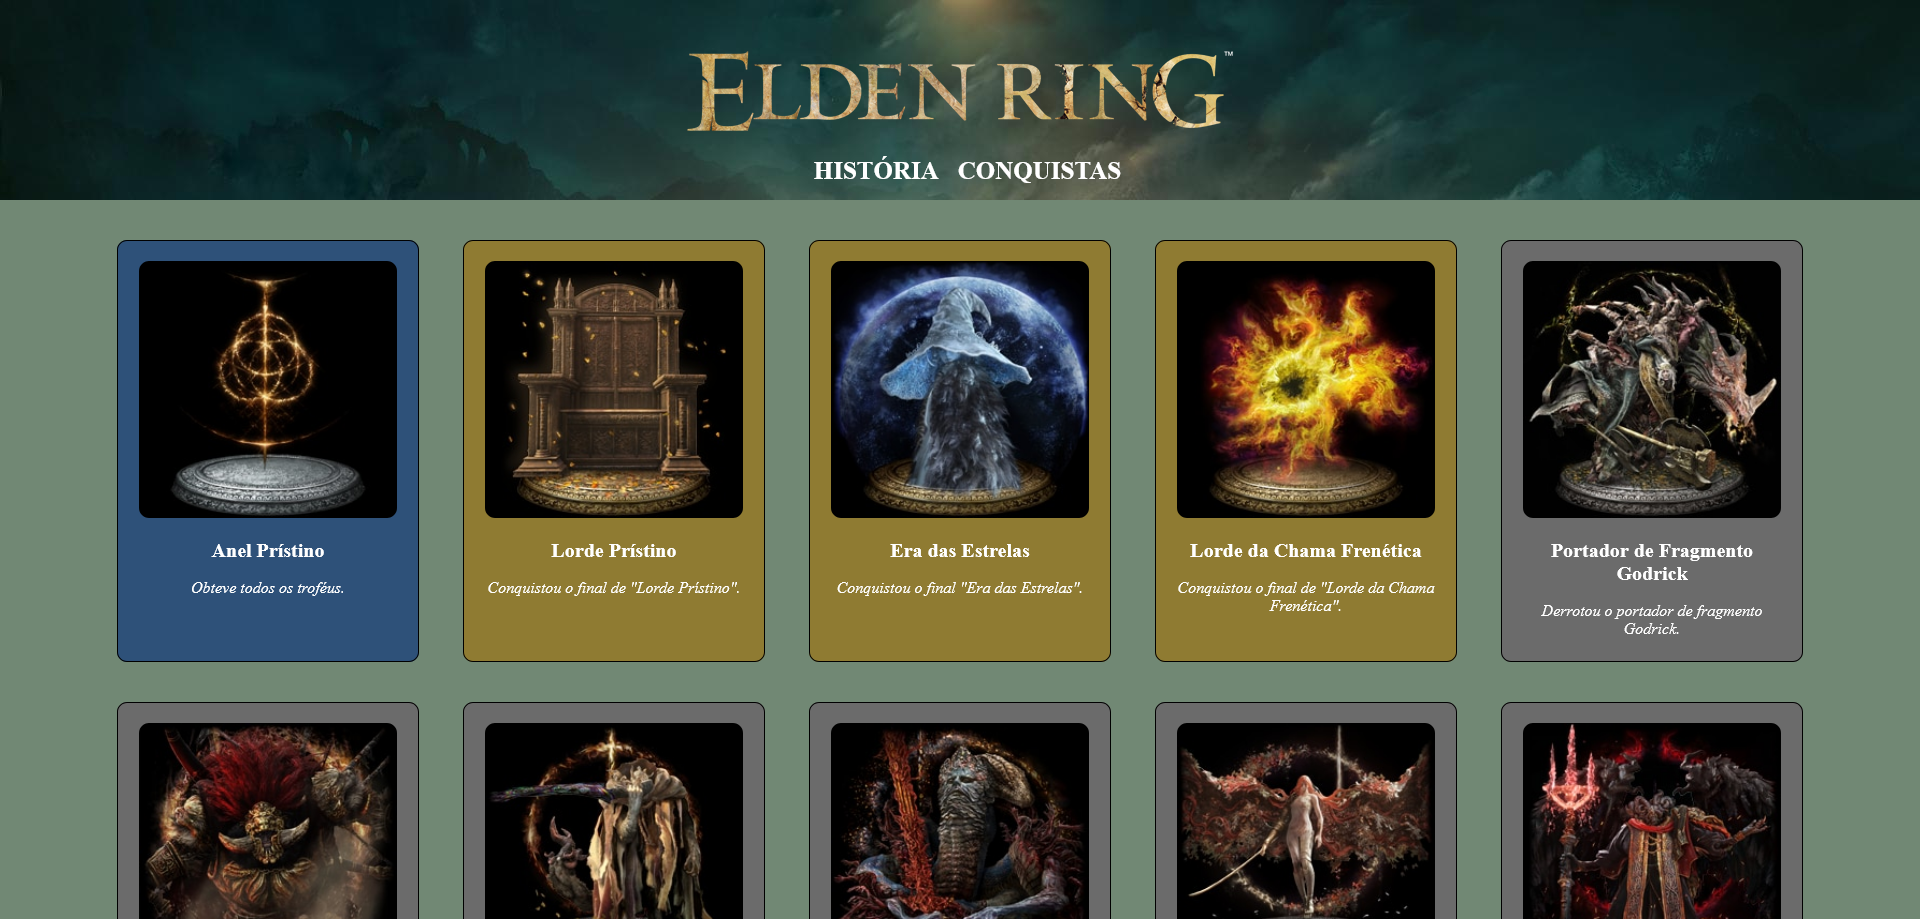 ELDEN RING™
HISTÓRIA CONQUISTAS
Anel Prístino
Obteve todos os troféus.
Lorde Prístino
Conquistou o final de "Lorde Prístino".
Era das Estrelas
Conquistou o final "Era das Estrelas".
Lorde da Chama Frenética
Conquistou o final de "Lorde da Chama
Frenética".
Portador de Fragmento
Godrick
Derrotou o portador de fragmento
Godrick.